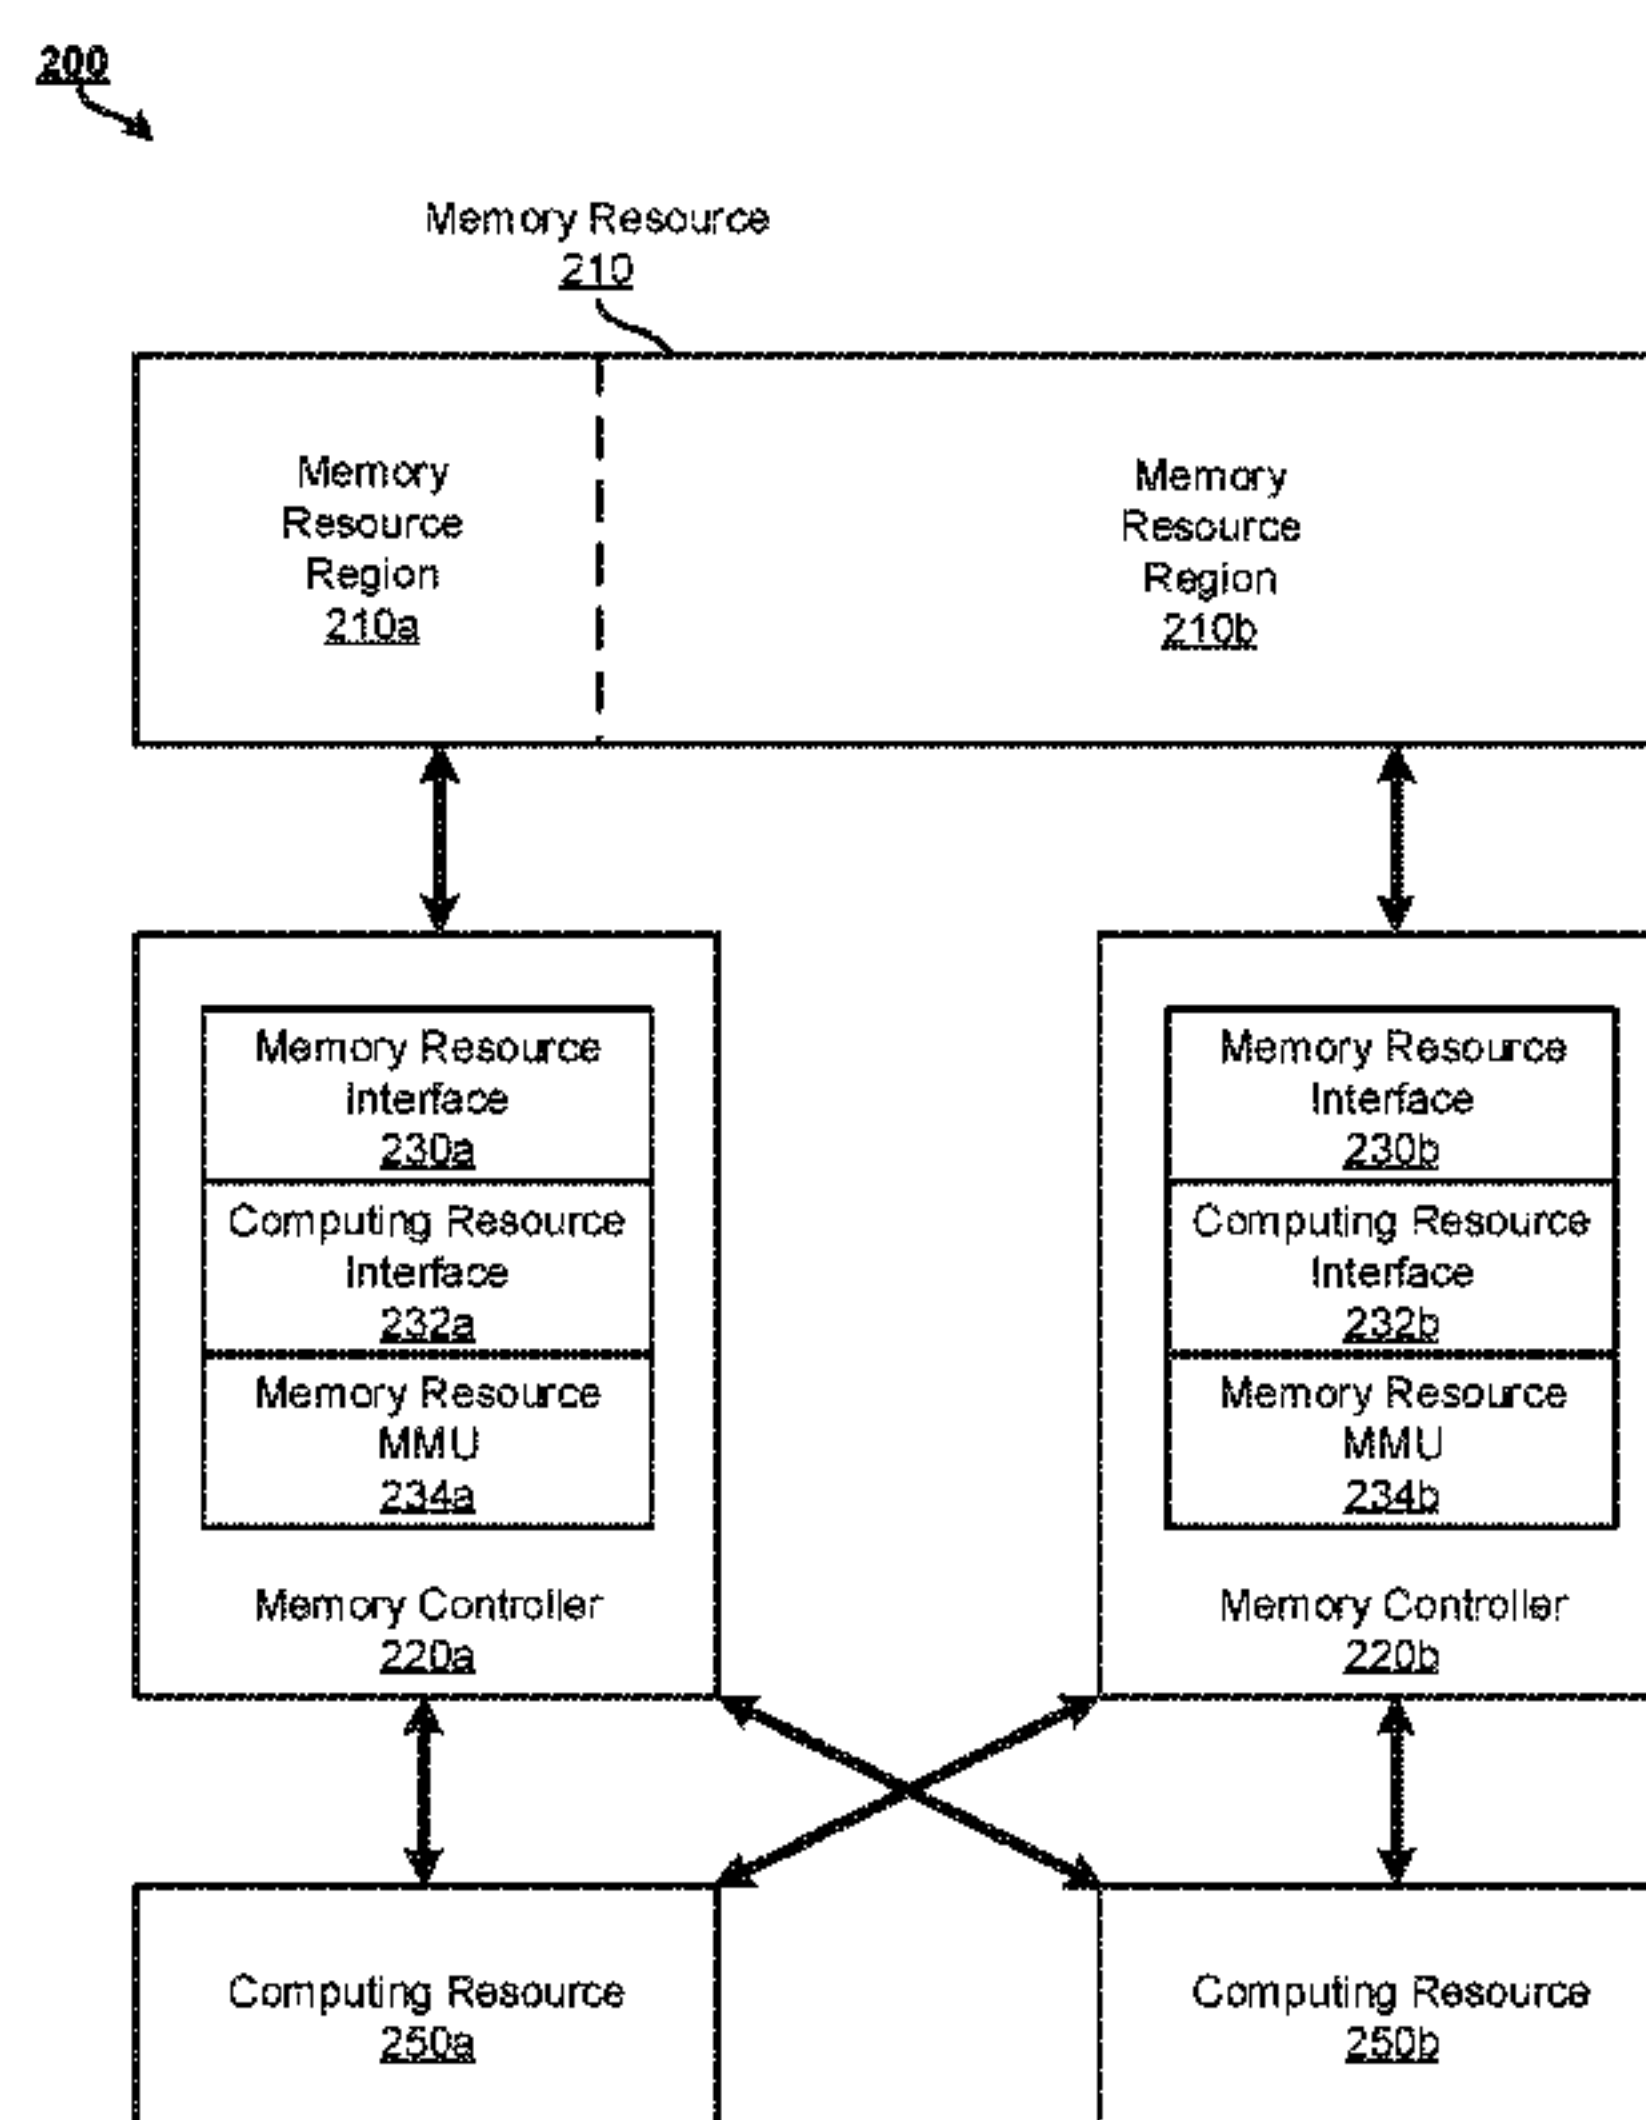 200
Memory Resource
210
Memory
Resource
Region
210a
Memory
Resource
Region
210b
Memory Resource
Interface
230a
Computing Resource
Interface
232a
Memory Resource
MMU
234a
Memory Controller
220a
Memory Resource
Interface
230b
Computing Resource
Interface
232b
Memory Resource
MMU
234b
Memory Controller
220b
Computing Resource
250a
Computing Resource
250b